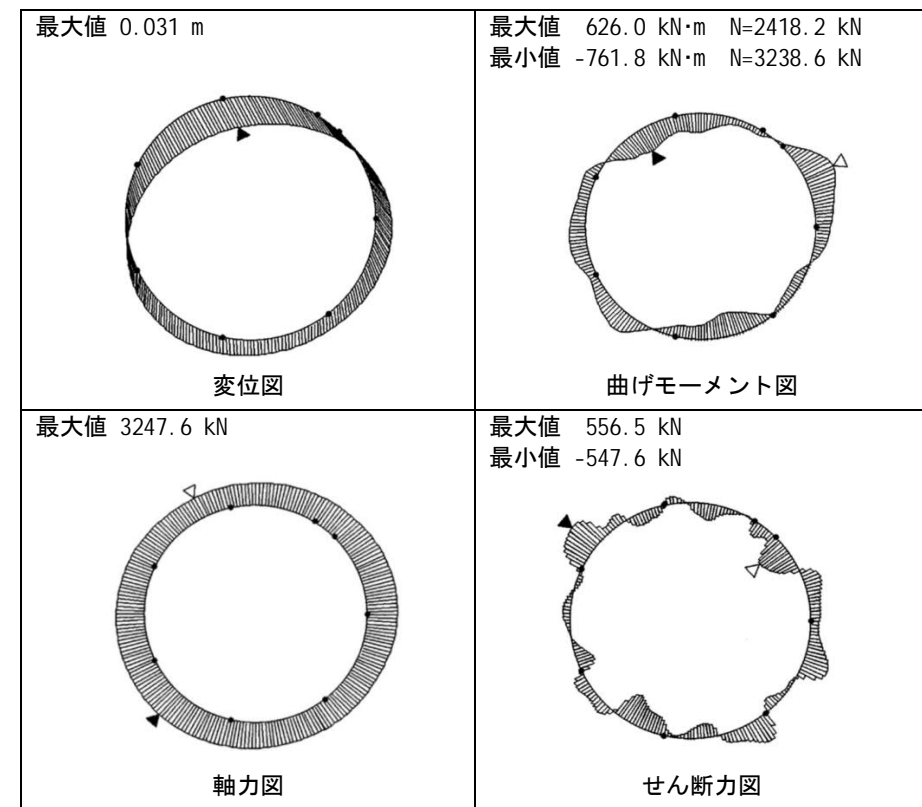 最大値 0.031 m
変位図
最大値 626.0 kN･m N=2418.2 kN
最小値 -761.8 kN･m N=3238.6 kN
曲げモーメント図
最大値 3247.6 kN
軸力図
最大値 556.5 kN
最小値 -547.6 kN
せん断力図